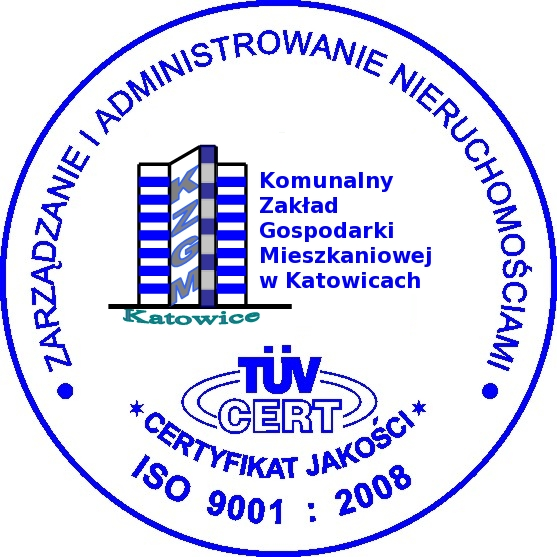 ZARZĄDZANIE I ADMINISTROWANIE NIERUCHOMOŚCIAMI
KZGM
Katowice
Komunalny
Zakład
Gospodarki
Mieszkaniowej
w Katowicach
TÜV
CERT
* CERTYFIKAT JAKOŚCI *
ISO 9001 : 2008